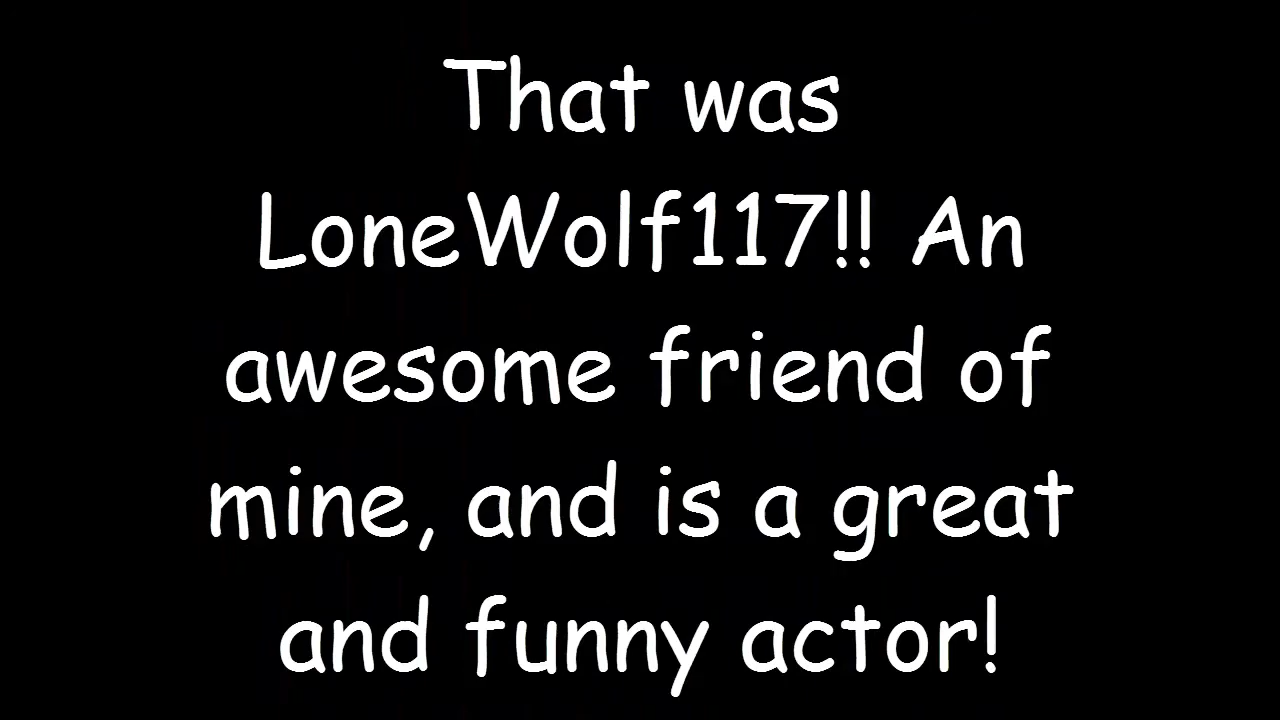 That was
LoneWolf117!! An
awesome friend of
mine, and is a great
and funny actor!